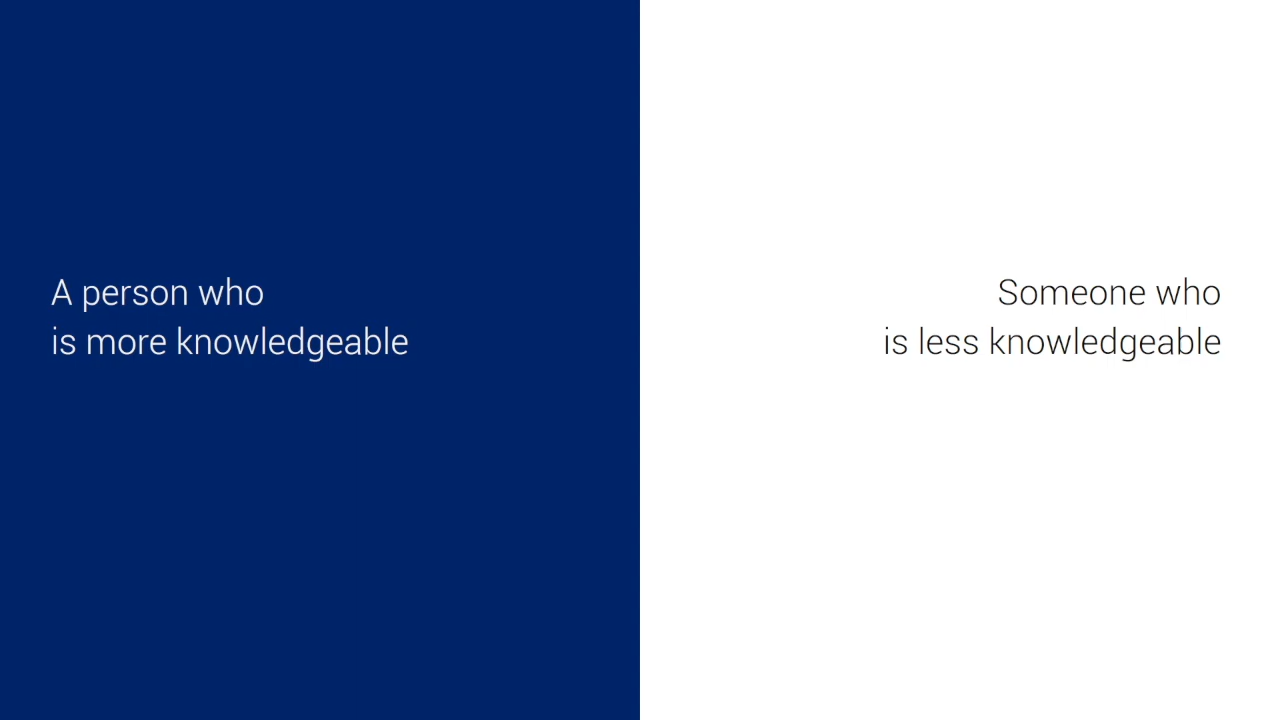 A person who
is more knowledgeable
Someone who
is less knowledgeable